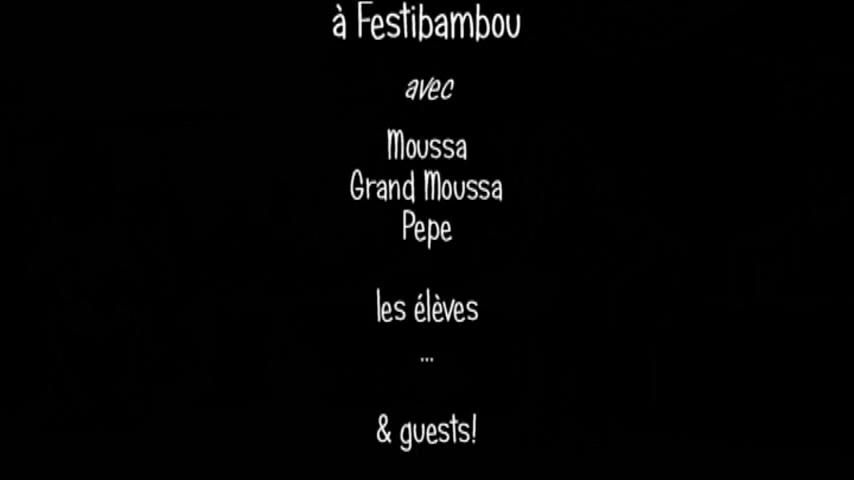 à Festibambou
avec
Moussa
Grand Moussa
Pepe
les élèves
...
& guests!